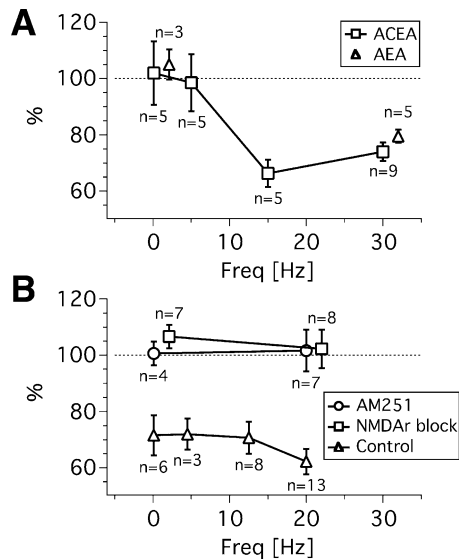 A
120
100
80
60
%
n=3
n=5
n=5
n=5
n=9
n=5
ACEA
AEA
0
10
20
30
Freq [Hz]
B
120
100
80
60
%
n=7
n=8
n=4
n=7
n=6
n=3
n=8
n=13
AM251
NMDAr block
Control
0
10
20
30
Freq [Hz]